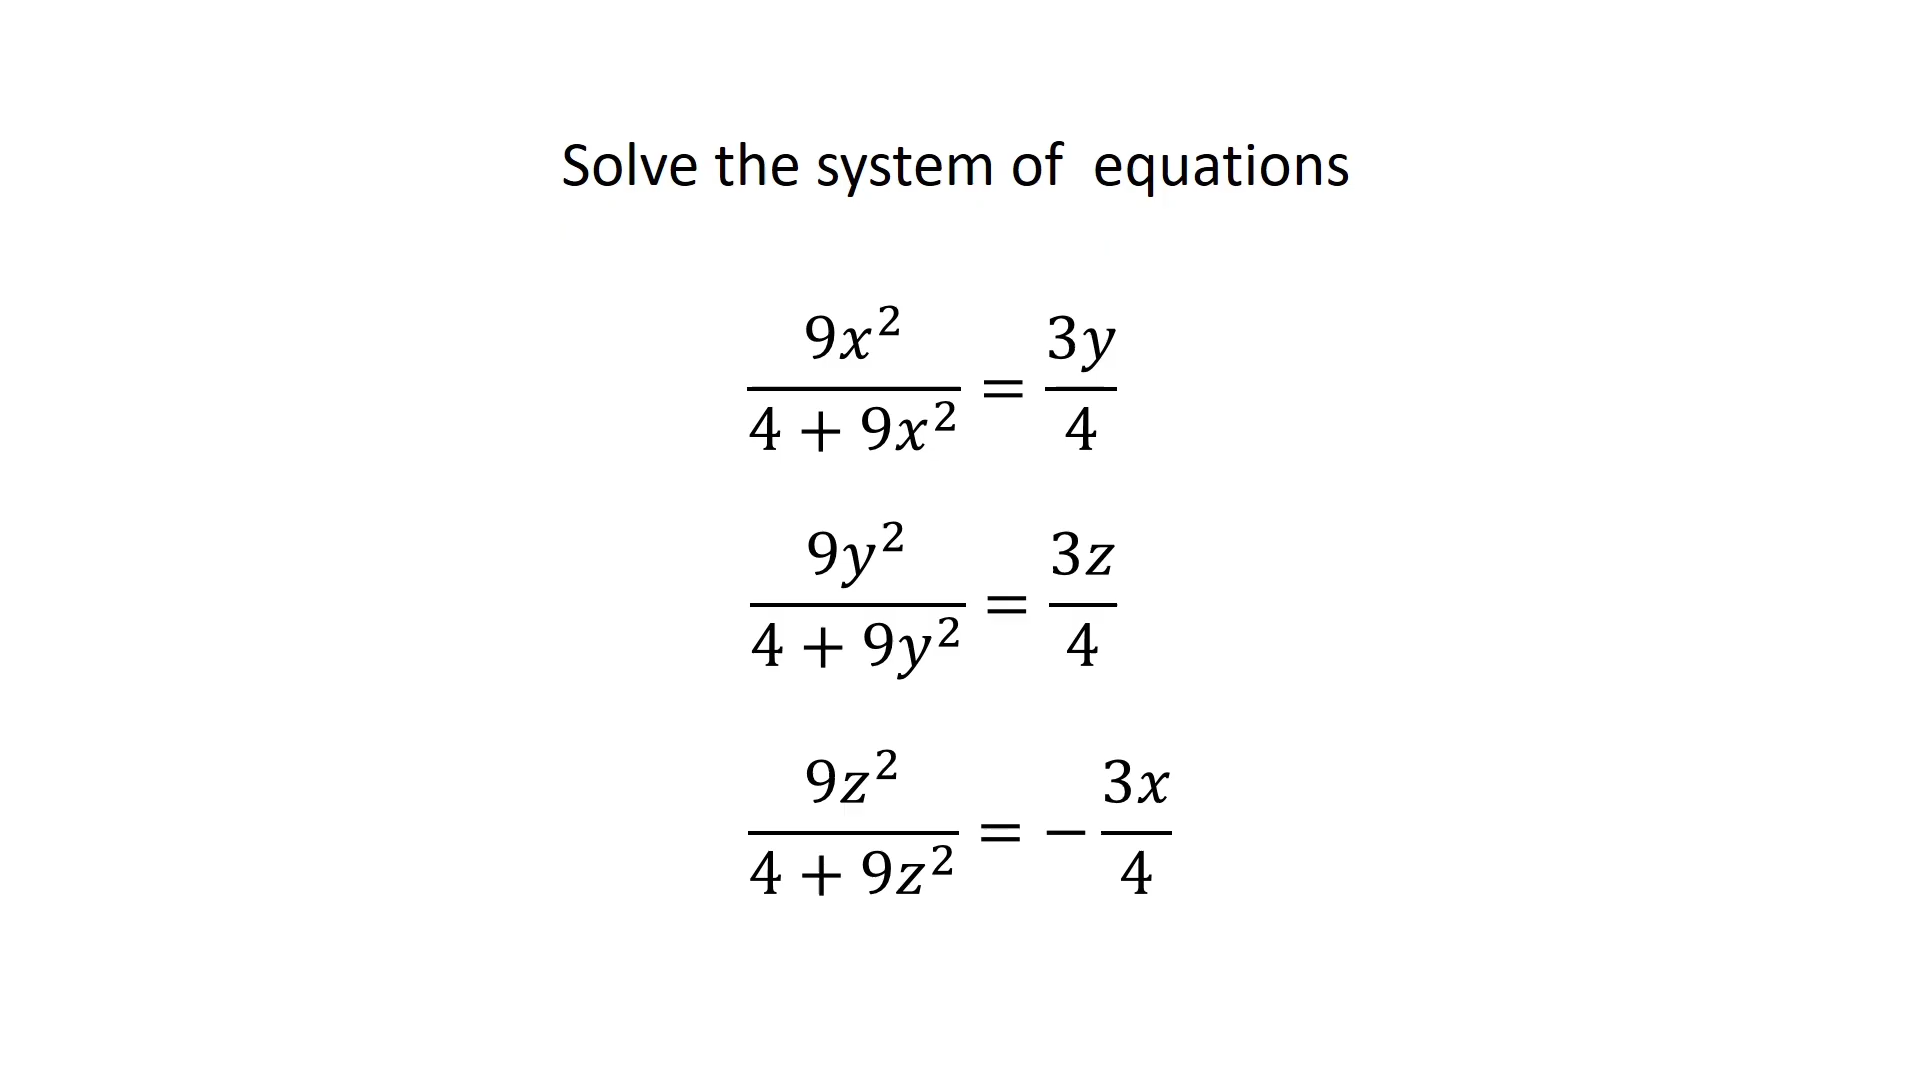 Solve the system of equations
9x²/(4 + 9x²) = 3y/4
9y²/(4 + 9y²) = 3z/4
9z²/(4 + 9z²) = −3x/4